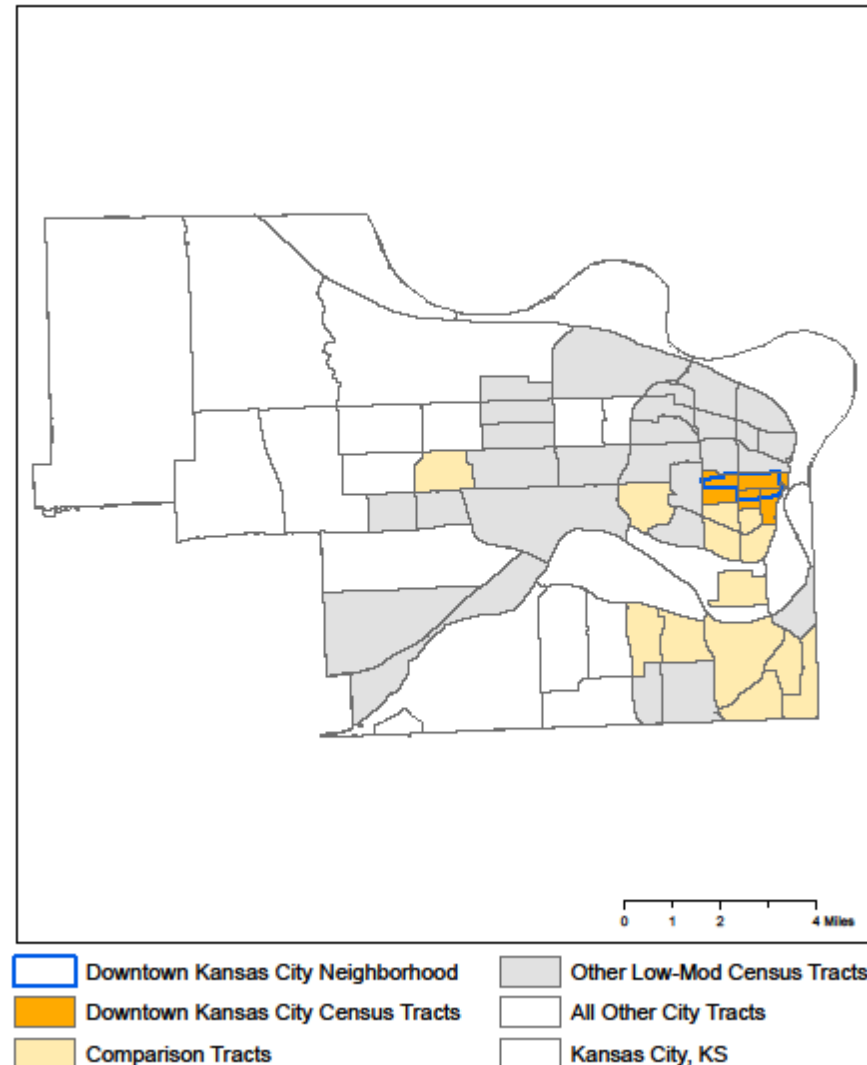 0 1 2 4 Miles
Downtown Kansas City Neighborhood
Other Low-Mod Census Tracts
Downtown Kansas City Census Tracts
All Other City Tracts
Comparison Tracts
Kansas City, KS